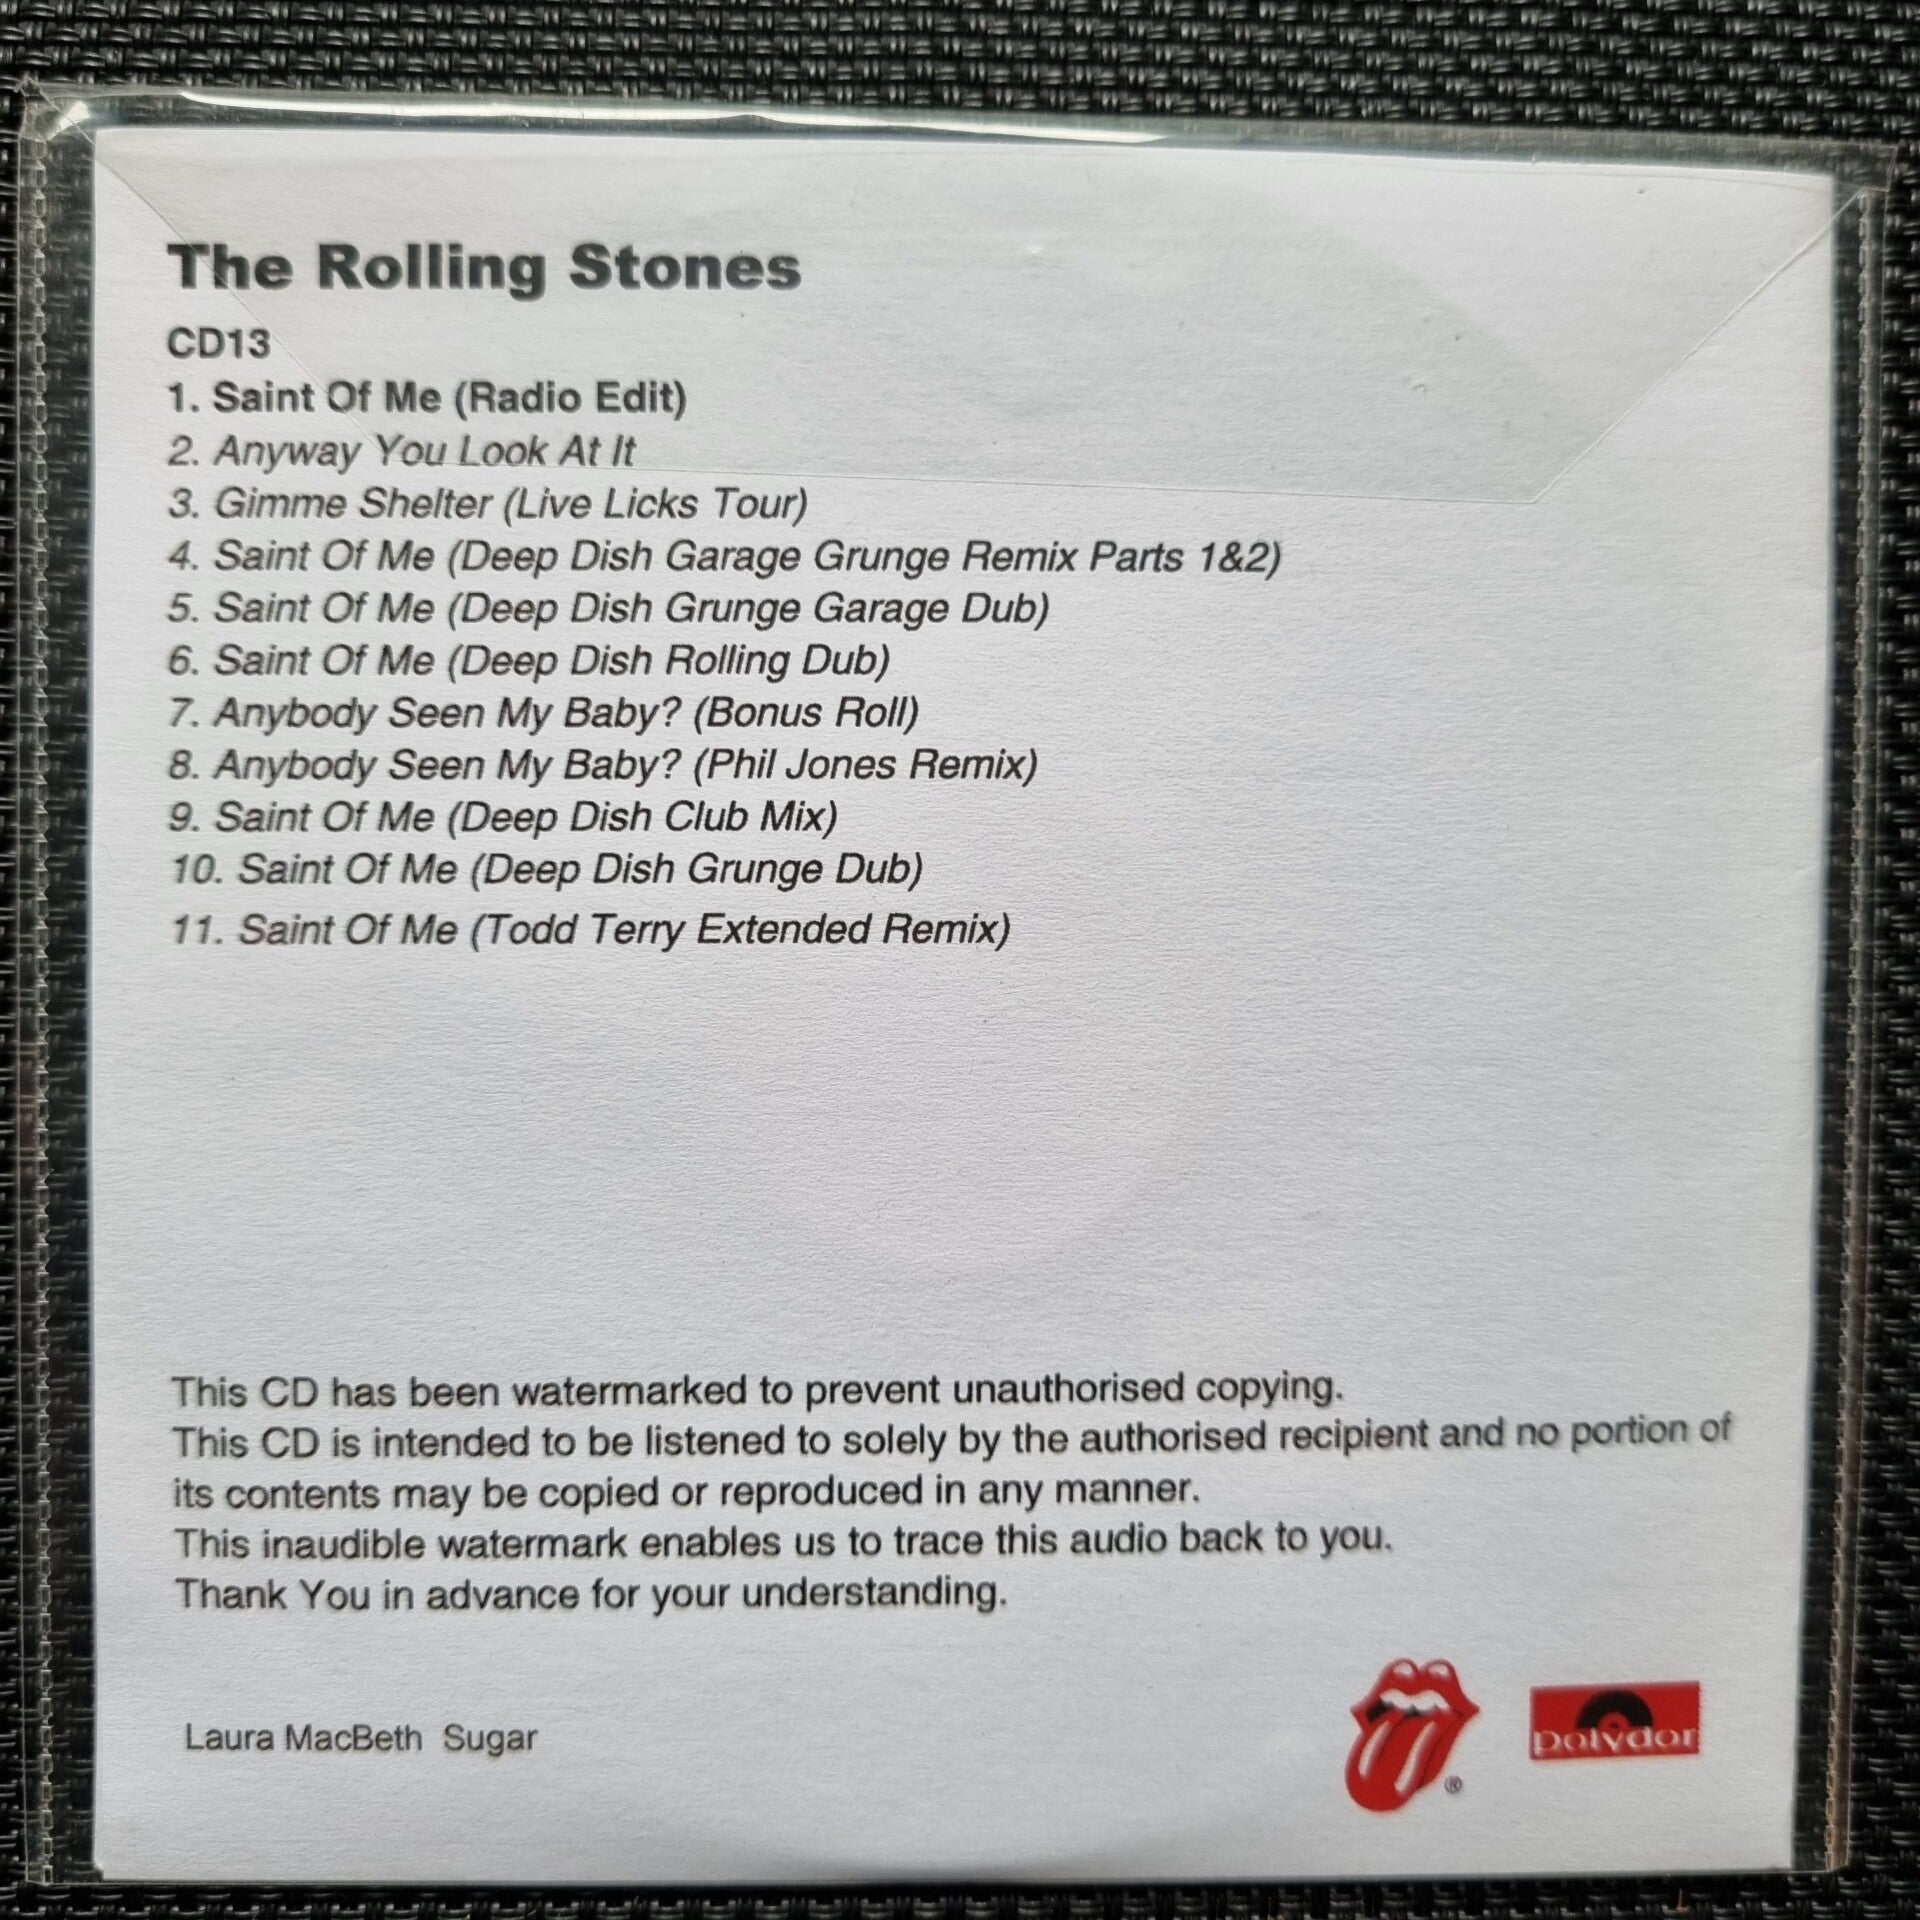 The Rolling Stones
CD13
1. Saint Of Me (Radio Edit)
2. Anyway You Look At It
3. Gimme Shelter (Live Licks Tour)
4. Saint Of Me (Deep Dish Garage Grunge Remix Parts 1&2)
5. Saint Of Me (Deep Dish Grunge Garage Dub)
6. Saint Of Me (Deep Dish Rolling Dub)
7. Anybody Seen My Baby? (Bonus Roll)
8. Anybody Seen My Baby? (Phil Jones Remix)
9. Saint Of Me (Deep Dish Club Mix)
10. Saint Of Me (Deep Dish Grunge Dub)
11. Saint Of Me (Todd Terry Extended Remix)
This CD has been watermarked to prevent unauthorised copying.
This CD is intended to be listened to solely by the authorised recipient and no portion of
its contents may be copied or reproduced in any manner.
This inaudible watermark enables us to trace this audio back to you.
Thank You in advance for your understanding.
Laura MacBeth Sugar
®
polydor